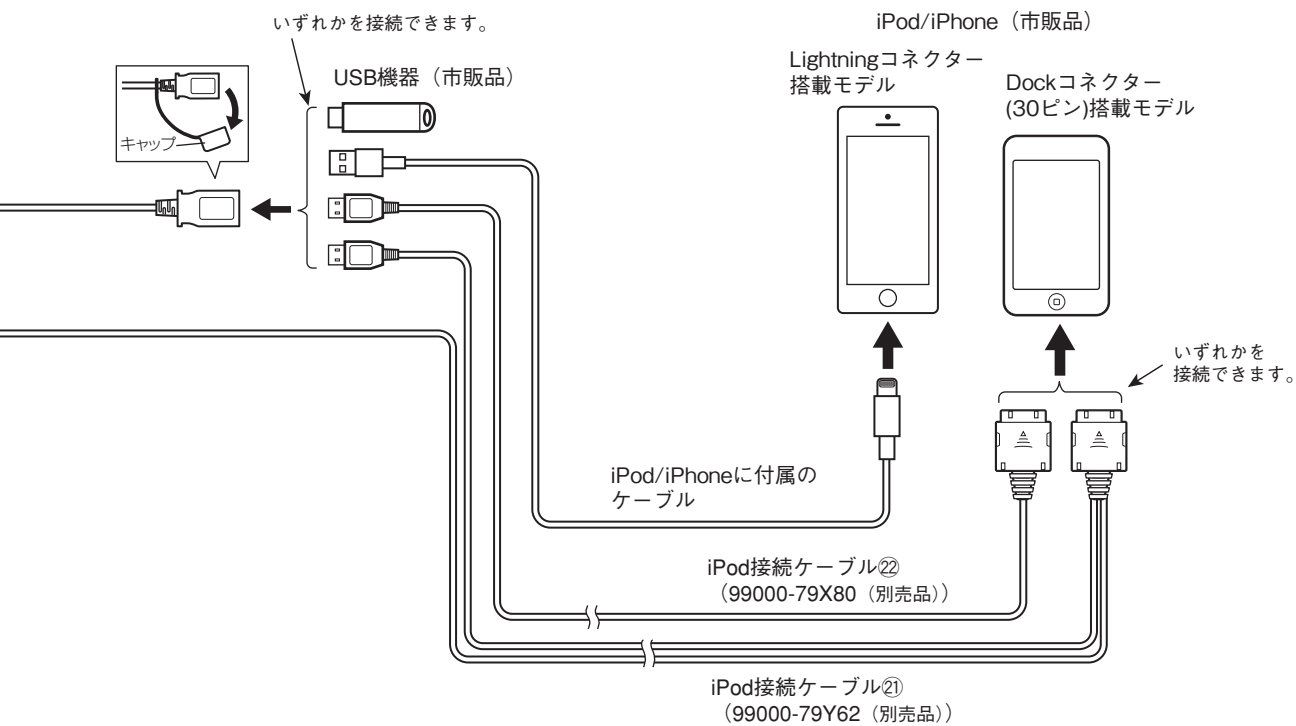 いずれかを接続できます。
iPod/iPhone（市販品）
USB機器（市販品）
Lightningコネクター
搭載モデル
Dockコネクター
(30ピン)搭載モデル
キャップ
いずれかを
接続できます。
iPod/iPhoneに付属の
ケーブル
iPod接続ケーブル㉒
（99000-79X80（別売品））
iPod接続ケーブル㉑
（99000-79Y62（別売品））